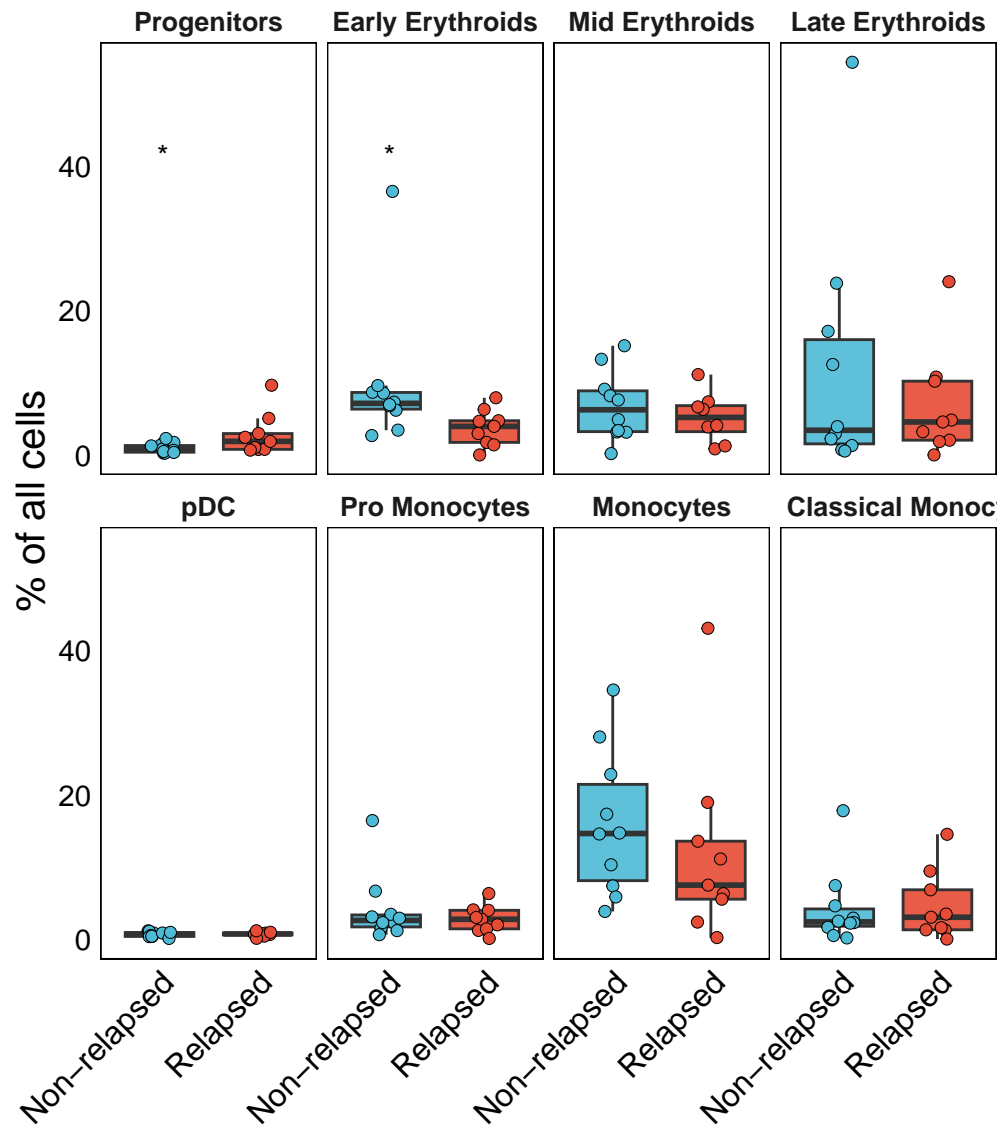 Progenitors Early Erythroids Mid Erythroids Late Erythroids
* *
40
20
0
% of all cells
pDC Pro Monocytes Monocytes Classical Monocy
40
20
0
Non−relapsed Relapsed Non−relapsed Relapsed Non−relapsed Relapsed Non−relapsed Relapsed